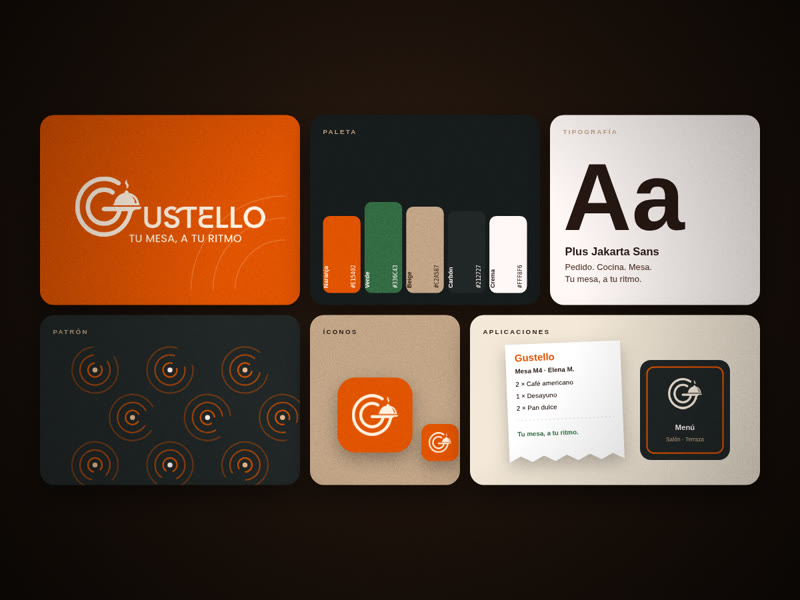 GUSTELLO
TU MESA, A TU RITMO
PALETA
Naranja
#E15402
Verde
#336C43
Beige
#C2A587
Carbón
#232727
Crema
#FFF8F6
TIPOGRAFÍA
Aa
Plus Jakarta Sans
Pedido. Cocina. Mesa.
Tu mesa, a tu ritmo.
PATRÓN
ÍCONOS
APLICACIONES
Gustello
Mesa M4 · Elena M.
2 × Café americano
1 × Desayuno
2 × Pan dulce
Tu mesa, a tu ritmo.
Menú
Salón · Terraza